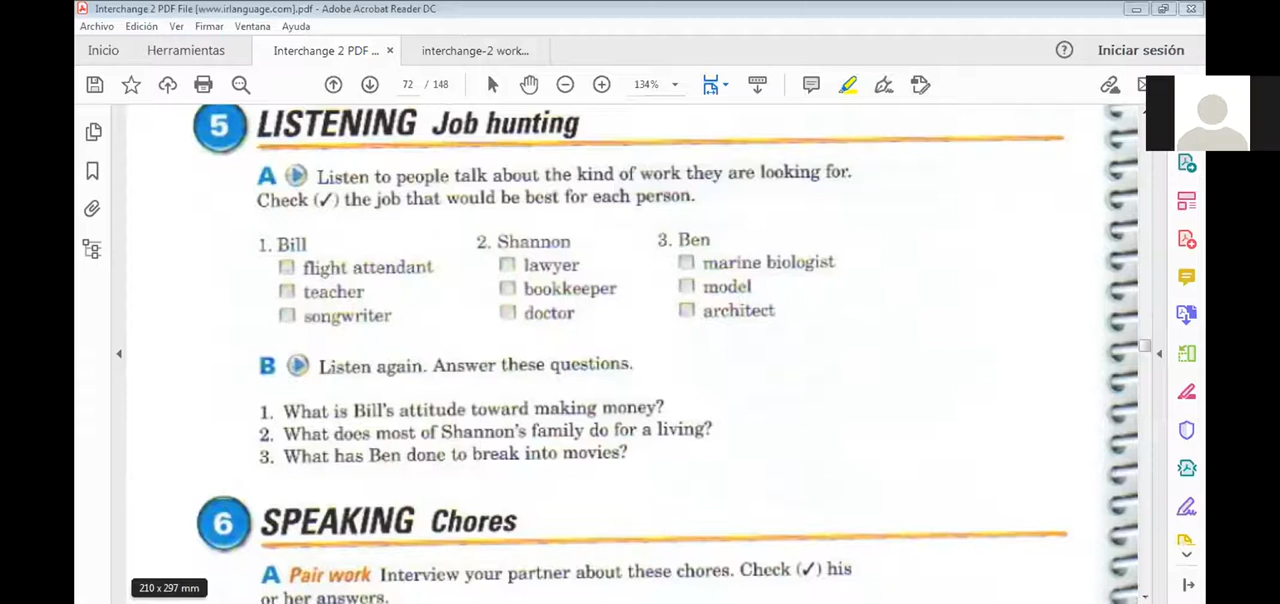 Interchange 2 PDF File [www.irlanguage.com].pdf - Adobe Acrobat Reader DC
Archivo Edición Ver Firmar Ventana Ayuda
Inicio Herramientas Interchange 2 PDF ... × interchange-2 work... Iniciar sesión
72 / 148 134%
5 LISTENING Job hunting
A Listen to people talk about the kind of work they are looking for.
Check (✓) the job that would be best for each person.
1. Bill 2. Shannon 3. Ben
flight attendant lawyer marine biologist
teacher bookkeeper model
songwriter doctor architect
B Listen again. Answer these questions.
1. What is Bill's attitude toward making money?
2. What does most of Shannon's family do for a living?
3. What has Ben done to break into movies?
6 SPEAKING Chores
A Pair work Interview your partner about these chores. Check (✓) his
or her answers.
210 x 297 mm